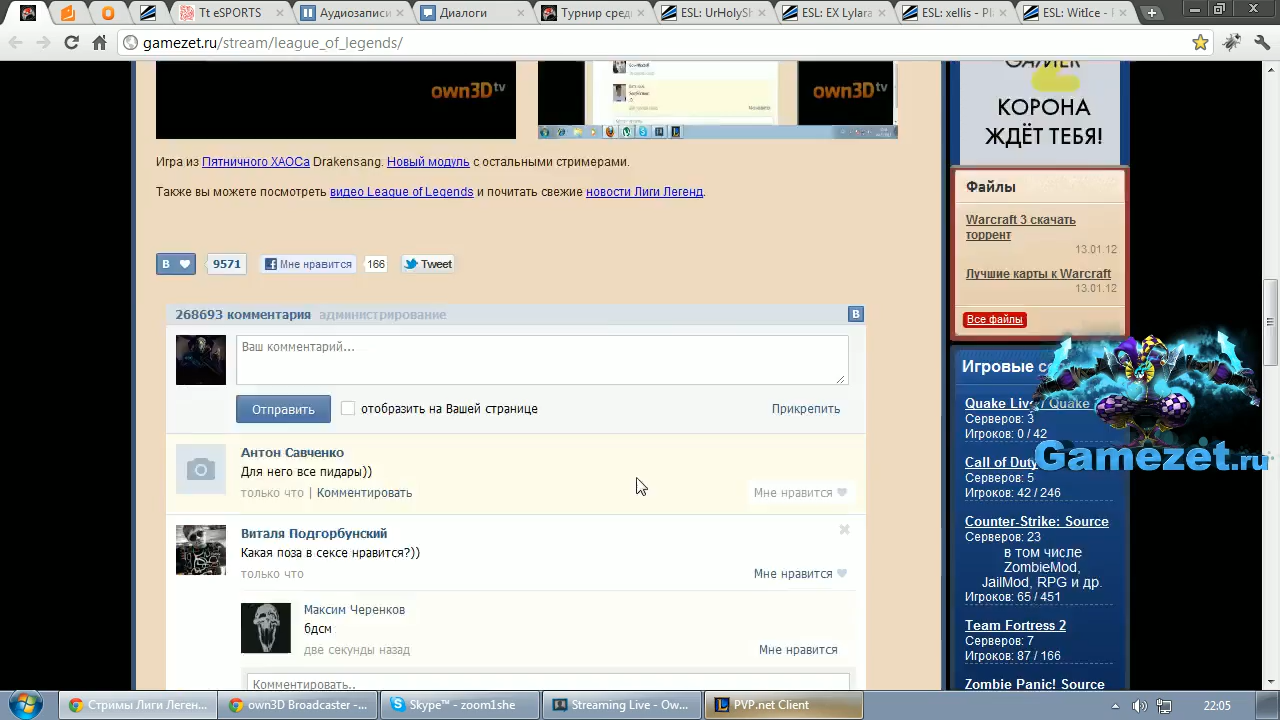 Tt eSPORTS
Аудиозаписи
Диалоги
Турнир сред
ESL: Ur
ESL: EX Lylara
ESL: xellis - Pl
ESL: WitIce -
gamezet.ru/stream/league_of_legends/
own3Dtv
own3Dtv
GAMER
КОРОНА
ЖДЁТ ТЕБЯ!
Игра из Пятничного ХАОСа Drakensang. Новый модуль с остальными стримерами.
Также вы можете посмотреть видео League of Legends и почитать свежие новости Лиги Легенд.
Файлы
Warcraft 3 скачать
торрент
13.01.12
Лучшие карты к Warcraft
13.01.12
Все файлы
В 9571 Мне нравится 166 Tweet
268693 комментария администрирование
В
Ваш комментарий...
Отправить отобразить на Вашей странице Прикрепить
Антон Савченко
Для него все пидары))
только что | Комментировать Мне нравится
Виталя Подгорбунский
Какая поза в сексе нравится?))
только что Мне нравится
Максим Черенков
бдсм
две секунды назад Мне нравится
Комментировать..
Игровые
Quake Live / Quake
Серверов: 3
Игроков: 0 / 42
Call of Duty
Серверов: 5
Игроков: 42 / 246
Counter-Strike: Source
Серверов: 23
в том числе
ZombieMod,
JailMod, RPG и др.
Игроков: 65 / 451
Team Fortress 2
Серверов: 7
Игроков: 87 / 166
Zombie Panic! Source
Gamezet.ru
Стримы Лиги Леген...
own3D Broadcaster -...
Skype™ - zoom1she
Streaming Live - Ow...
PVP.net Client
22:05